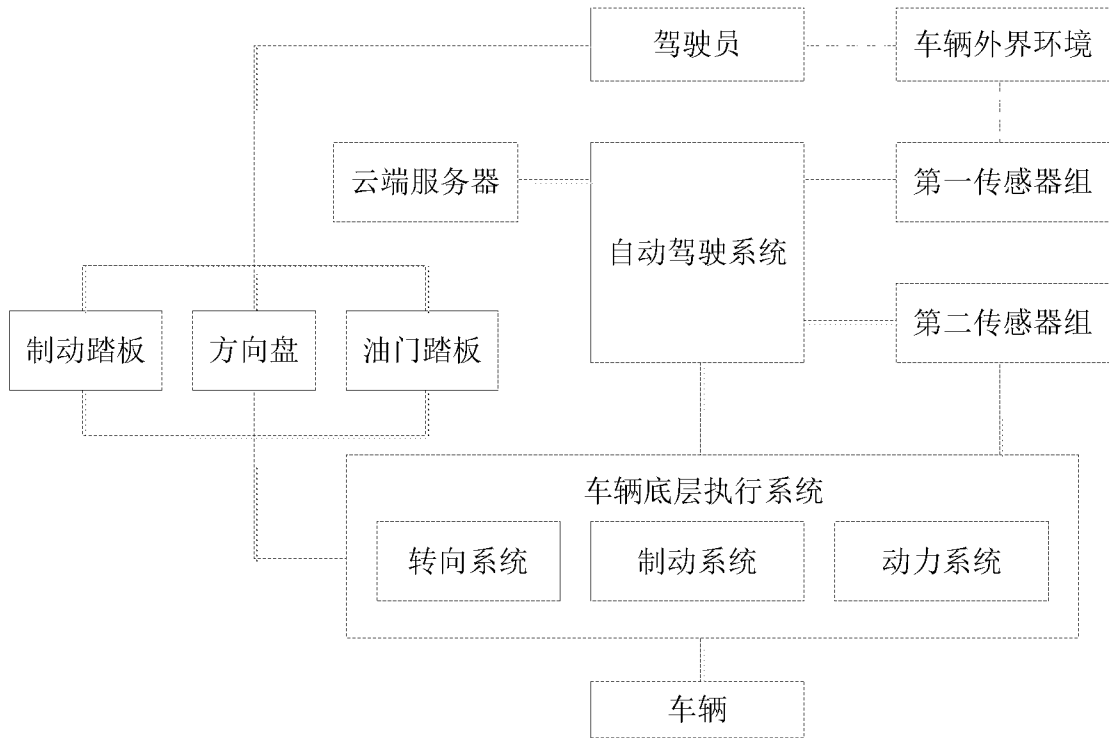 驾驶员
车辆外界环境
云端服务器
自动驾驶系统
第一传感器组
第二传感器组
制动踏板
方向盘
油门踏板
车辆底层执行系统
转向系统
制动系统
动力系统
车辆